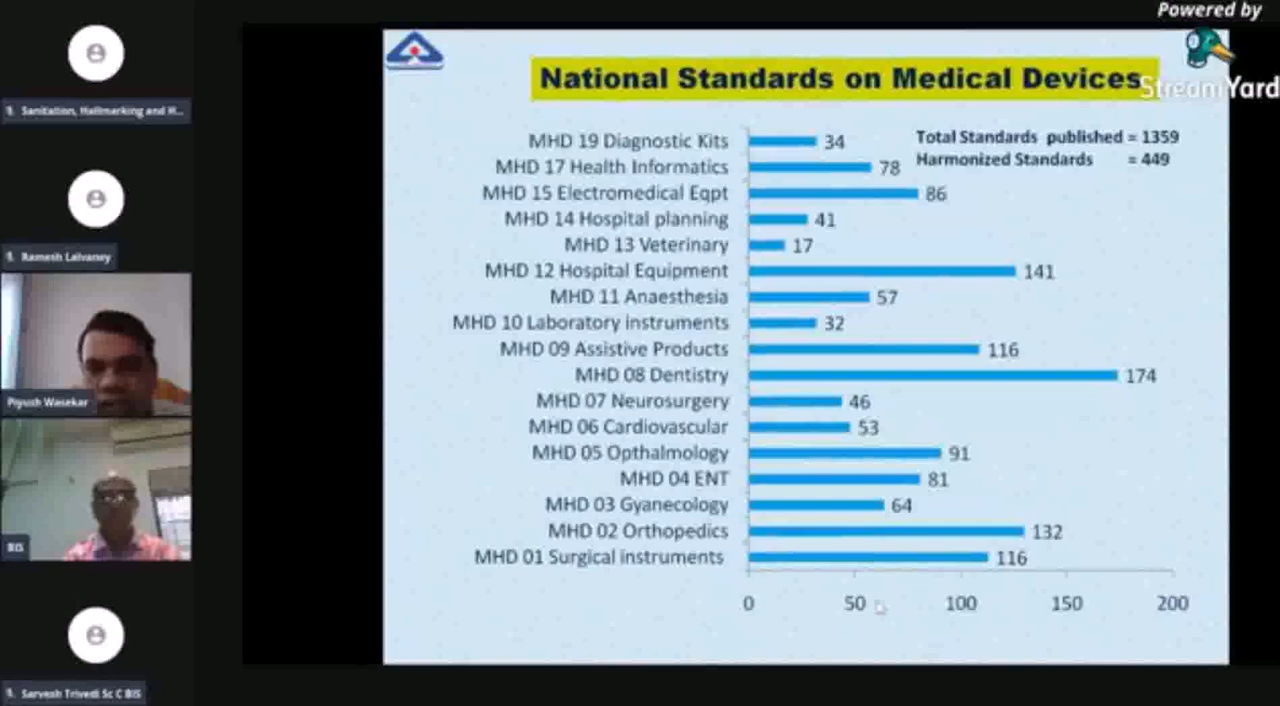 Powered by
StreamYard
Sanitation, Hallmarking and H...
Ramesh Lalvaney
Piyush Wasekar
BIS
Sarvesh Trivedi Sc C BIS
National Standards on Medical Devices
Total Standards published = 1359
Harmonized Standards = 449
MHD 19 Diagnostic Kits 34
MHD 17 Health Informatics 78
MHD 15 Electromedical Eqpt 86
MHD 14 Hospital planning 41
MHD 13 Veterinary 17
MHD 12 Hospital Equipment 141
MHD 11 Anaesthesia 57
MHD 10 Laboratory instruments 32
MHD 09 Assistive Products 116
MHD 08 Dentistry 174
MHD 07 Neurosurgery 46
MHD 06 Cardiovascular 53
MHD 05 Opthalmology 91
MHD 04 ENT 81
MHD 03 Gyanecology 64
MHD 02 Orthopedics 132
MHD 01 Surgical instruments 116
0 50 100 150 200